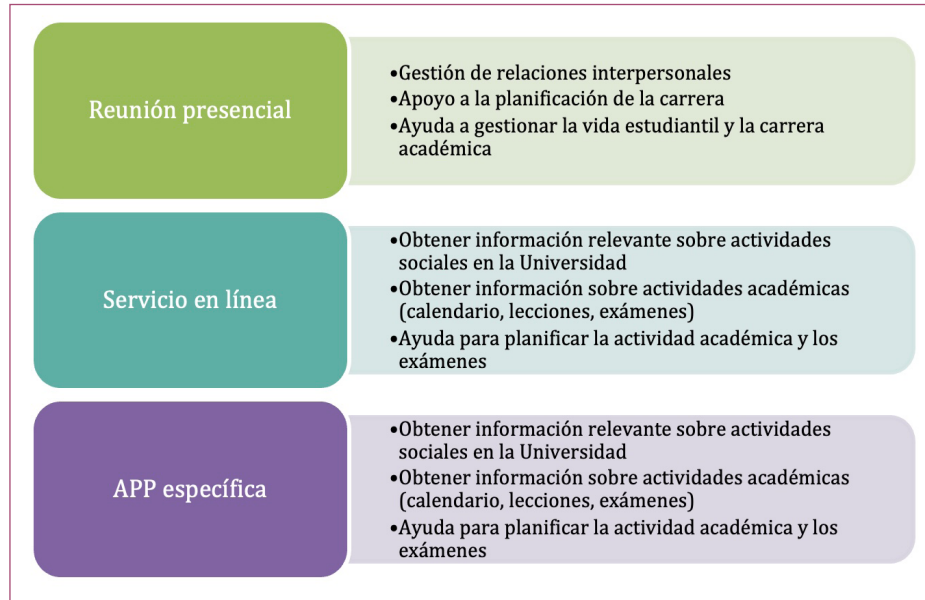 Reunión presencial
•Gestión de relaciones interpersonales
•Apoyo a la planificación de la carrera
•Ayuda a gestionar la vida estudiantil y la carrera
académica
Servicio en línea
•Obtener información relevante sobre actividades
sociales en la Universidad
•Obtener información sobre actividades académicas
(calendario, lecciones, exámenes)
•Ayuda para planificar la actividad académica y los
exámenes
APP específica
•Obtener información relevante sobre actividades
sociales en la Universidad
•Obtener información sobre actividades académicas
(calendario, lecciones, exámenes)
•Ayuda para planificar la actividad académica y los
exámenes